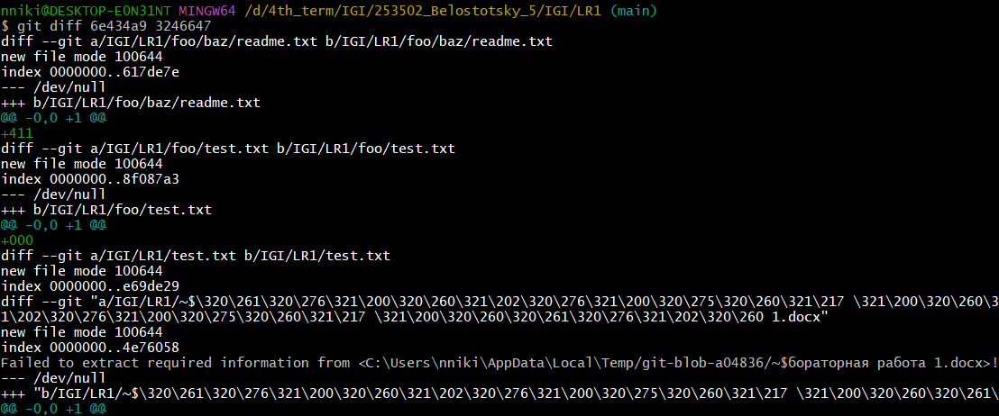 nniki@DESKTOP-E0N31NT MINGW64 /d/4th_term/IGI/253502_Belostotsky_5/IGI/LR1 (main)
$ git diff 6e434a9 3246647
diff --git a/IGI/LR1/foo/baz/readme.txt b/IGI/LR1/foo/baz/readme.txt
new file mode 100644
index 0000000..617de7e
--- /dev/null
+++ b/IGI/LR1/foo/baz/readme.txt
@@ -0,0 +1 @@
+411
diff --git a/IGI/LR1/foo/test.txt b/IGI/LR1/foo/test.txt
new file mode 100644
index 0000000..8f087a3
--- /dev/null
+++ b/IGI/LR1/foo/test.txt
@@ -0,0 +1 @@
+000
diff --git a/IGI/LR1/test.txt b/IGI/LR1/test.txt
new file mode 100644
index 0000000..e69de29
diff --git "a/IGI/LR1/~$\320\261\320\276\321\200\320\260\321\202\320\276\321\200\320\275\320\260\321\217 \321\200\320\260\3
1\202\320\276\321\200\320\275\320\260\321\217 \321\200\320\260\320\261\320\276\321\202\320\260 1.docx"
new file mode 100644
index 0000000..4e76058
Failed to extract required information from <C:\Users\nniki\AppData\Local\Temp/git-blob-a04836/~$бораторная работа 1.docx>!
--- /dev/null
+++ "b/IGI/LR1/~$\320\261\320\276\321\200\320\260\321\202\320\276\321\200\320\275\320\260\321\217 \321\200\320\260\320\261\
@@ -0,0 +1 @@